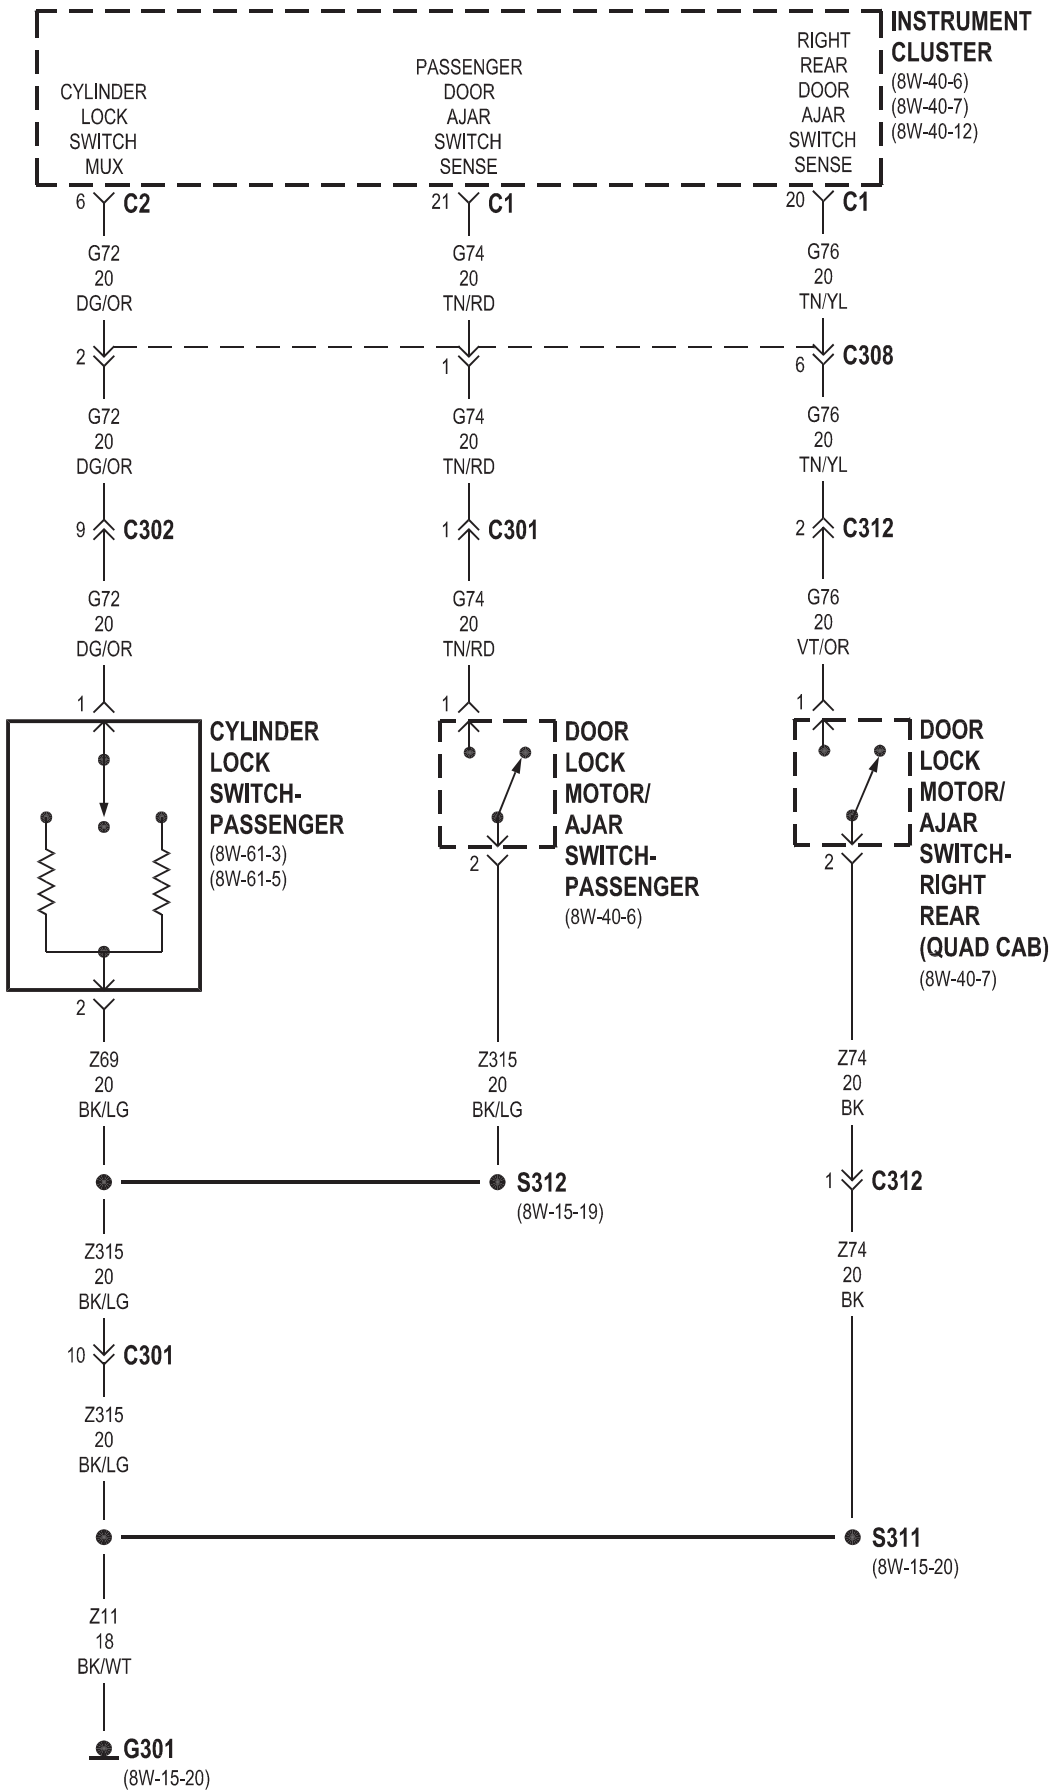 INSTRUMENT
CLUSTER
(8W-40-6)
(8W-40-7)
(8W-40-12)
CYLINDER
LOCK
SWITCH
MUX
PASSENGER
DOOR
AJAR
SWITCH
SENSE
RIGHT
REAR
DOOR
AJAR
SWITCH
SENSE
6 C2
21 C1
20 C1
G72
20
DG/OR
G74
20
TN/RD
G76
20
TN/YL
2
1
6 C308
G72
20
DG/OR
G74
20
TN/RD
G76
20
TN/YL
9 C302
1 C301
2 C312
G72
20
DG/OR
G74
20
TN/RD
G76
20
VT/OR
1
CYLINDER
LOCK
SWITCH-
PASSENGER
(8W-61-3)
(8W-61-5)
2
1
DOOR
LOCK
MOTOR/
AJAR
SWITCH-
PASSENGER
(8W-40-6)
2
1
DOOR
LOCK
MOTOR/
AJAR
SWITCH-
RIGHT
REAR
(QUAD CAB)
(8W-40-7)
2
Z69
20
BK/LG
Z315
20
BK/LG
Z74
20
BK
S312
(8W-15-19)
1 C312
Z315
20
BK/LG
Z74
20
BK
10 C301
Z315
20
BK/LG
S311
(8W-15-20)
Z11
18
BK/WT
G301
(8W-15-20)